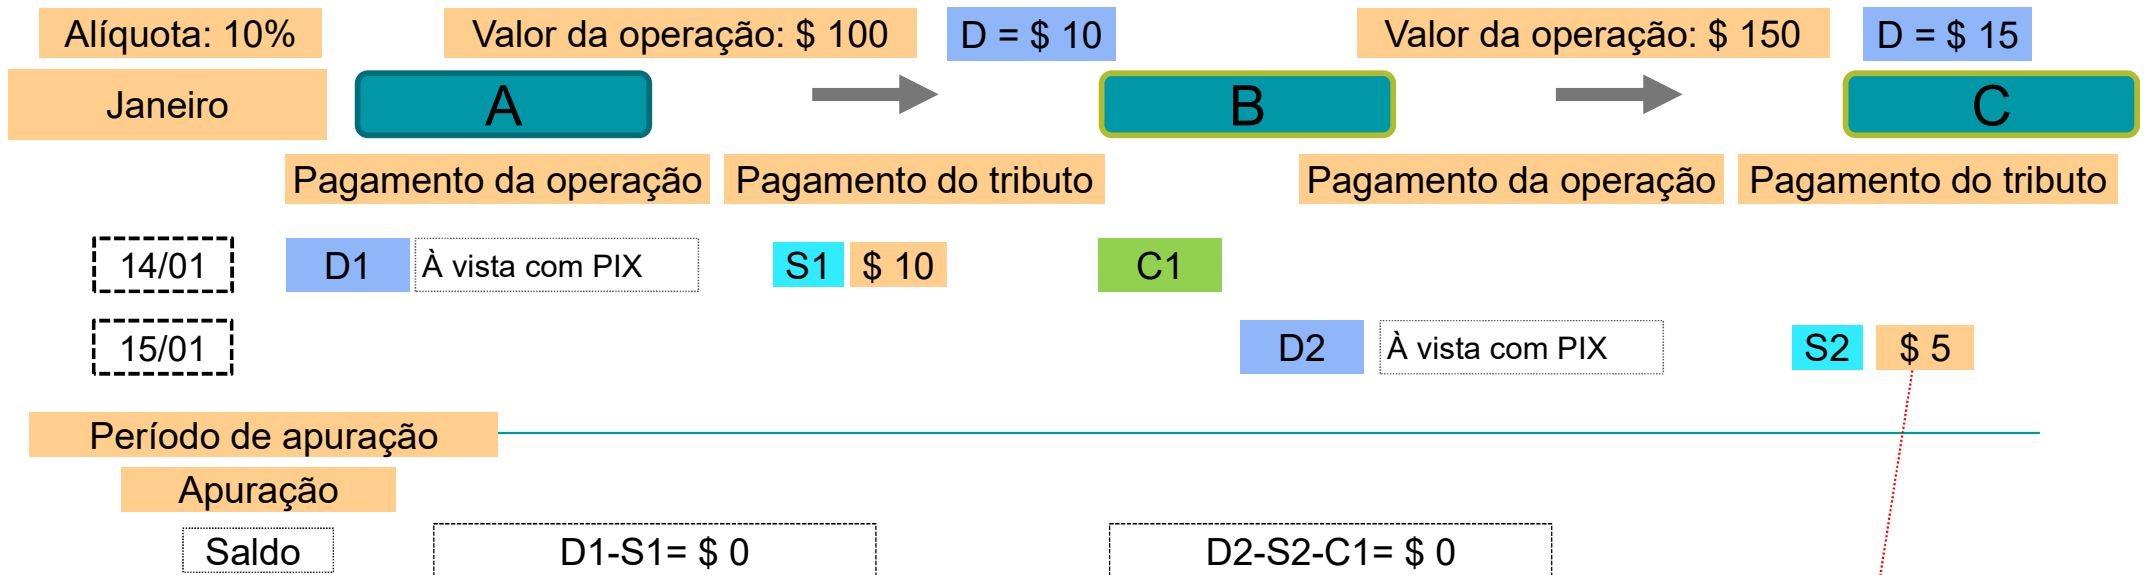 Alíquota: 10%
Valor da operação: $ 100
D = $ 10
Valor da operação: $ 150
D = $ 15
Janeiro
A
B
C
Pagamento da operação
Pagamento do tributo
Pagamento da operação
Pagamento do tributo
14/01
D1
À vista com PIX
S1
$ 10
C1
15/01
D2
À vista com PIX
S2
$ 5
Período de apuração
Apuração
Saldo
D1-S1= $ 0
D2-S2-C1= $ 0